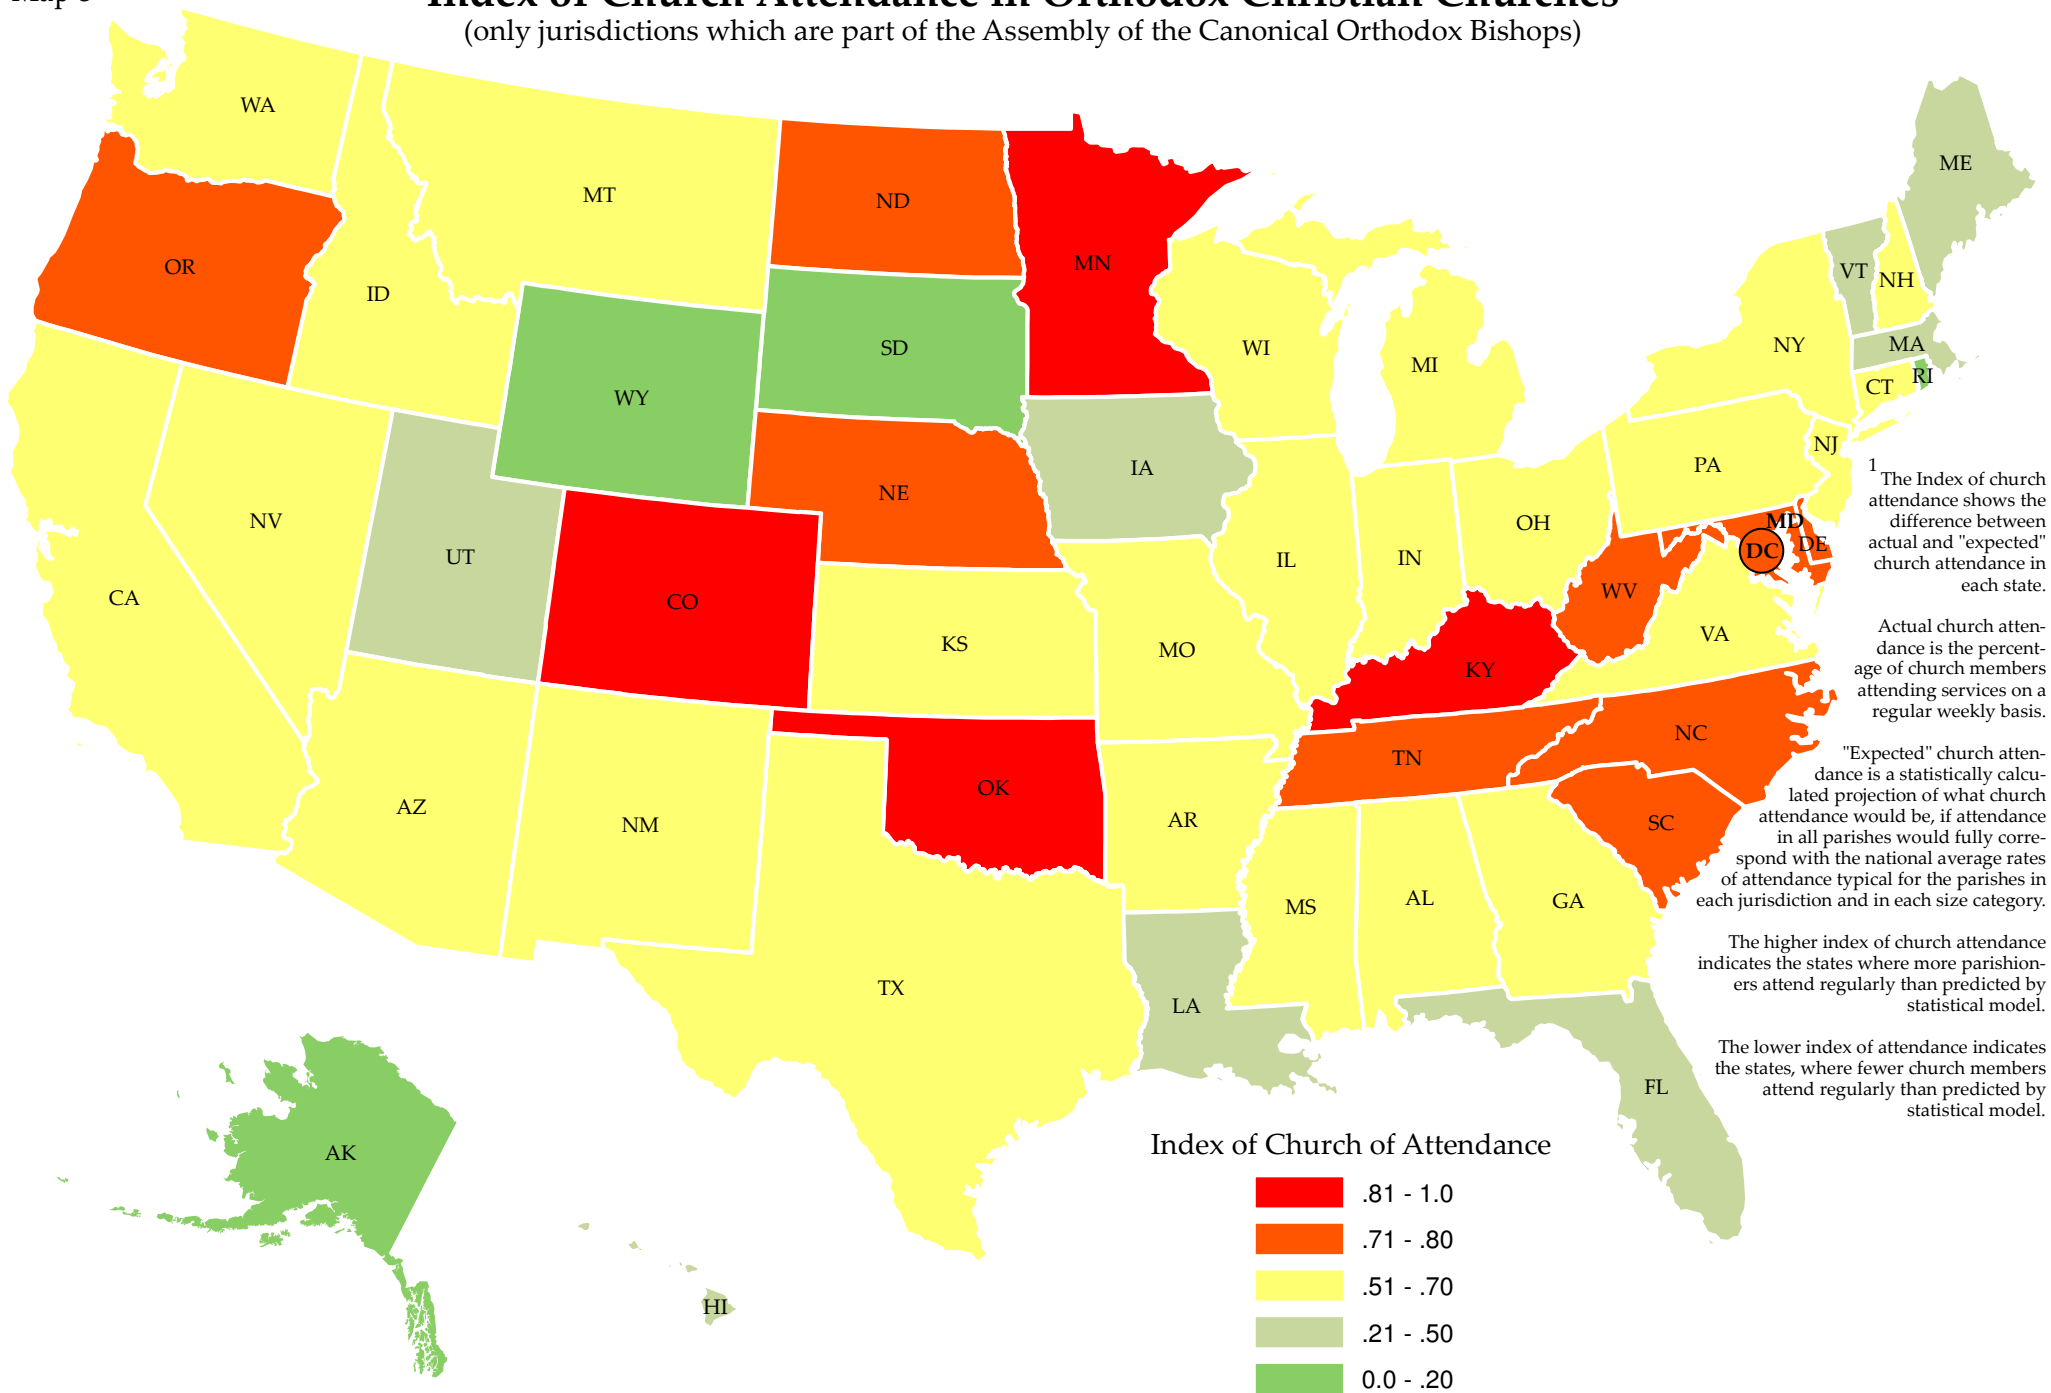 (only jurisdictions which are part of the Assembly of the Canonical Orthodox Bishops)
WA
ME
MT
ND
OR
MN
VT
NH
ID
SD
WI
MI
NY
MA
CT
RI
WY
NJ
IA
PA
NE
NV
OH
MD
UT
IL
IN
DC
DE
CA
CO
WV
KS
MO
VA
KY
NC
TN
OK
AZ
NM
AR
SC
MS
AL
GA
TX
LA
FL
AK
HI
1
The Index of church
attendance shows the
difference between
actual and "expected"
church attendance in
each state.
Actual church atten-
dance is the percent-
age of church members
attending services on a
regular weekly basis.
"Expected" church atten-
dance is a statistically calcu-
lated projection of what church
attendance would be, if attendance
in all parishes would fully corre-
spond with the national average rates
of attendance typical for the parishes in
each jurisdiction and in each size category.
The higher index of church attendance
indicates the states where more parishion-
ers attend regularly than predicted by
statistical model.
The lower index of attendance indicates
the states, where fewer church members
attend regularly than predicted by
statistical model.
Index of Church of Attendance
.81 - 1.0
.71 - .80
.51 - .70
.21 - .50
0.0 - .20